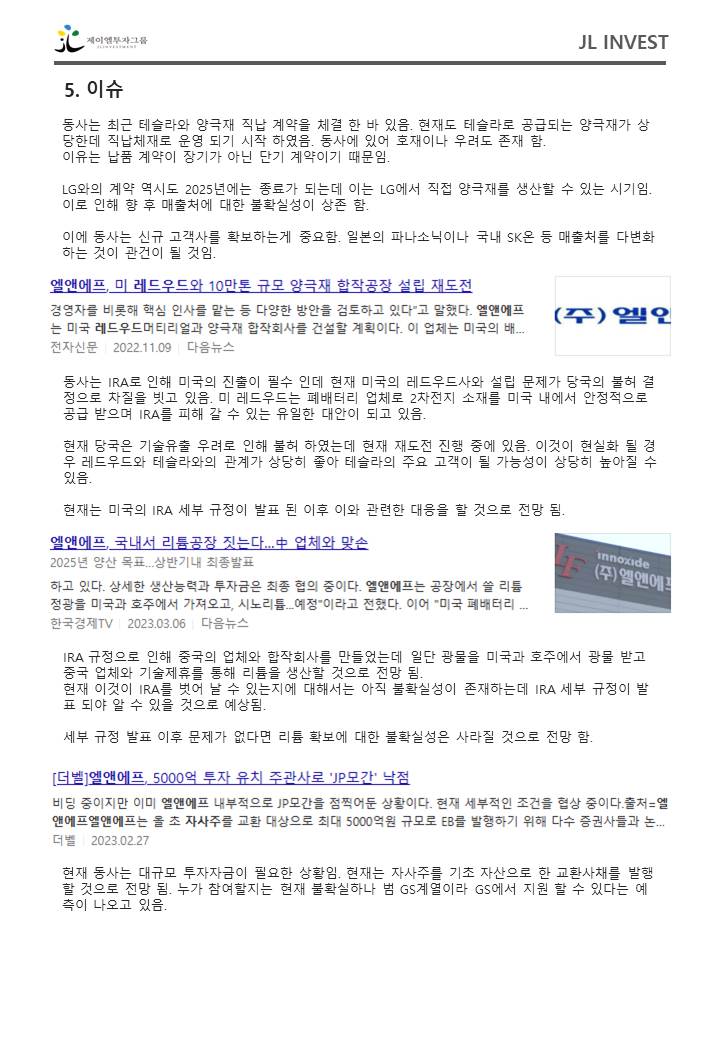 제이엘투자그룹
JLINVESTMENT
JL INVEST
5. 이슈
동사는 최근 테슬라와 양극재 직납 계약을 체결 한 바 있음. 현재도 테슬라로 공급되는 양극재가 상
당한데 직납체재로 운영 되기 시작 하였음. 동사에 있어 호재이나 우려도 존재 함.
이유는 납품 계약이 장기가 아닌 단기 계약이기 때문임.
LG와의 계약 역시도 2025년에는 종료가 되는데 이는 LG에서 직접 양극재를 생산할 수 있는 시기임.
이로 인해 향 후 매출처에 대한 불확실성이 상존 함.
이에 동사는 신규 고객사를 확보하는게 중요함. 일본의 파나소닉이나 국내 SK온 등 매출처를 다변화
하는 것이 관건이 될 것임.
엘앤에프, 미 레드우드와 10만톤 규모 양극재 합작공장 설립 재도전
경영자를 비롯해 핵심 인사를 맡는 등 다양한 방안을 검토하고 있다"고 말했다. 엘앤에프
는 미국 레드우드머티리얼과 양극재 합작회사를 건설할 계획이다. 이 업체는 미국의 배...
전자신문 2022.11.09 다음뉴스
(주)엘인
동사는 IRA로 인해 미국의 진출이 필수 인데 현재 미국의 레드우드사와 설립 문제가 당국의 불허 결
정으로 차질을 빗고 있음. 미 레드우드는 폐배터리 업체로 2차전지 소재를 미국 내에서 안정적으로
공급 받으며 IRA를 피해 갈 수 있는 유일한 대안이 되고 있음.
현재 당국은 기술유출 우려로 인해 불허 하였는데 현재 재도전 진행 중에 있음. 이것이 현실화 될 경
우 레드우드와 테슬라와의 관계가 상당히 좋아 테슬라의 주요 고객이 될 가능성이 상당히 높아질 수
있음.
현재는 미국의 IRA 세부 규정이 발표 된 이후 이와 관련한 대응을 할 것으로 전망 됨.
엘앤에프, 국내서 리튬공장 짓는다...中 업체와 맞손
2025년 양산 목표...상반기내 최종발표
하고 있다. 상세한 생산능력과 투자금은 최종 협의 중이다. 엘앤에프는 공장에서 쓸 리튬
정광을 미국과 호주에서 가져오고, 시노리튬...예정"이라고 전했다. 이어 "미국 폐배터리 ...
한국경제TV 2023.03.06 다음뉴스
innoxide
(주)엘앤에프
IRA 규정으로 인해 중국의 업체와 합작회사를 만들었는데 일단 광물을 미국과 호주에서 광물 받고
중국 업체와 기술제휴를 통해 리튬을 생산할 것으로 전망 됨.
현재 이것이 IRA를 벗어 날 수 있는지에 대해서는 아직 불확실성이 존재하는데 IRA 세부 규정이 발
표 되야 알 수 있을 것으로 예상됨.
세부 규정 발표 이후 문제가 없다면 리튬 확보에 대한 불확실성은 사라질 것으로 전망 함.
[더벨]엘앤에프, 5000억 투자 유치 주관사로 'JP모간' 낙점
비딩 중이지만 이미 엘앤에프 내부적으로 JP모간을 점찍어둔 상황이다. 현재 세부적인 조건을 협상 중이다.출처=엘
앤에프엘앤에프는 올 초 자사주를 교환 대상으로 최대 5000억원 규모로 EB를 발행하기 위해 다수 증권사들과 논...
더벨 2023.02.27
현재 동사는 대규모 투자자금이 필요한 상황임. 현재는 자사주를 기초 자산으로 한 교환사채를 발행
할 것으로 전망 됨. 누가 참여할지는 현재 불확실하나 범 GS계열이라 GS에서 지원 할 수 있다는 예
측이 나오고 있음.